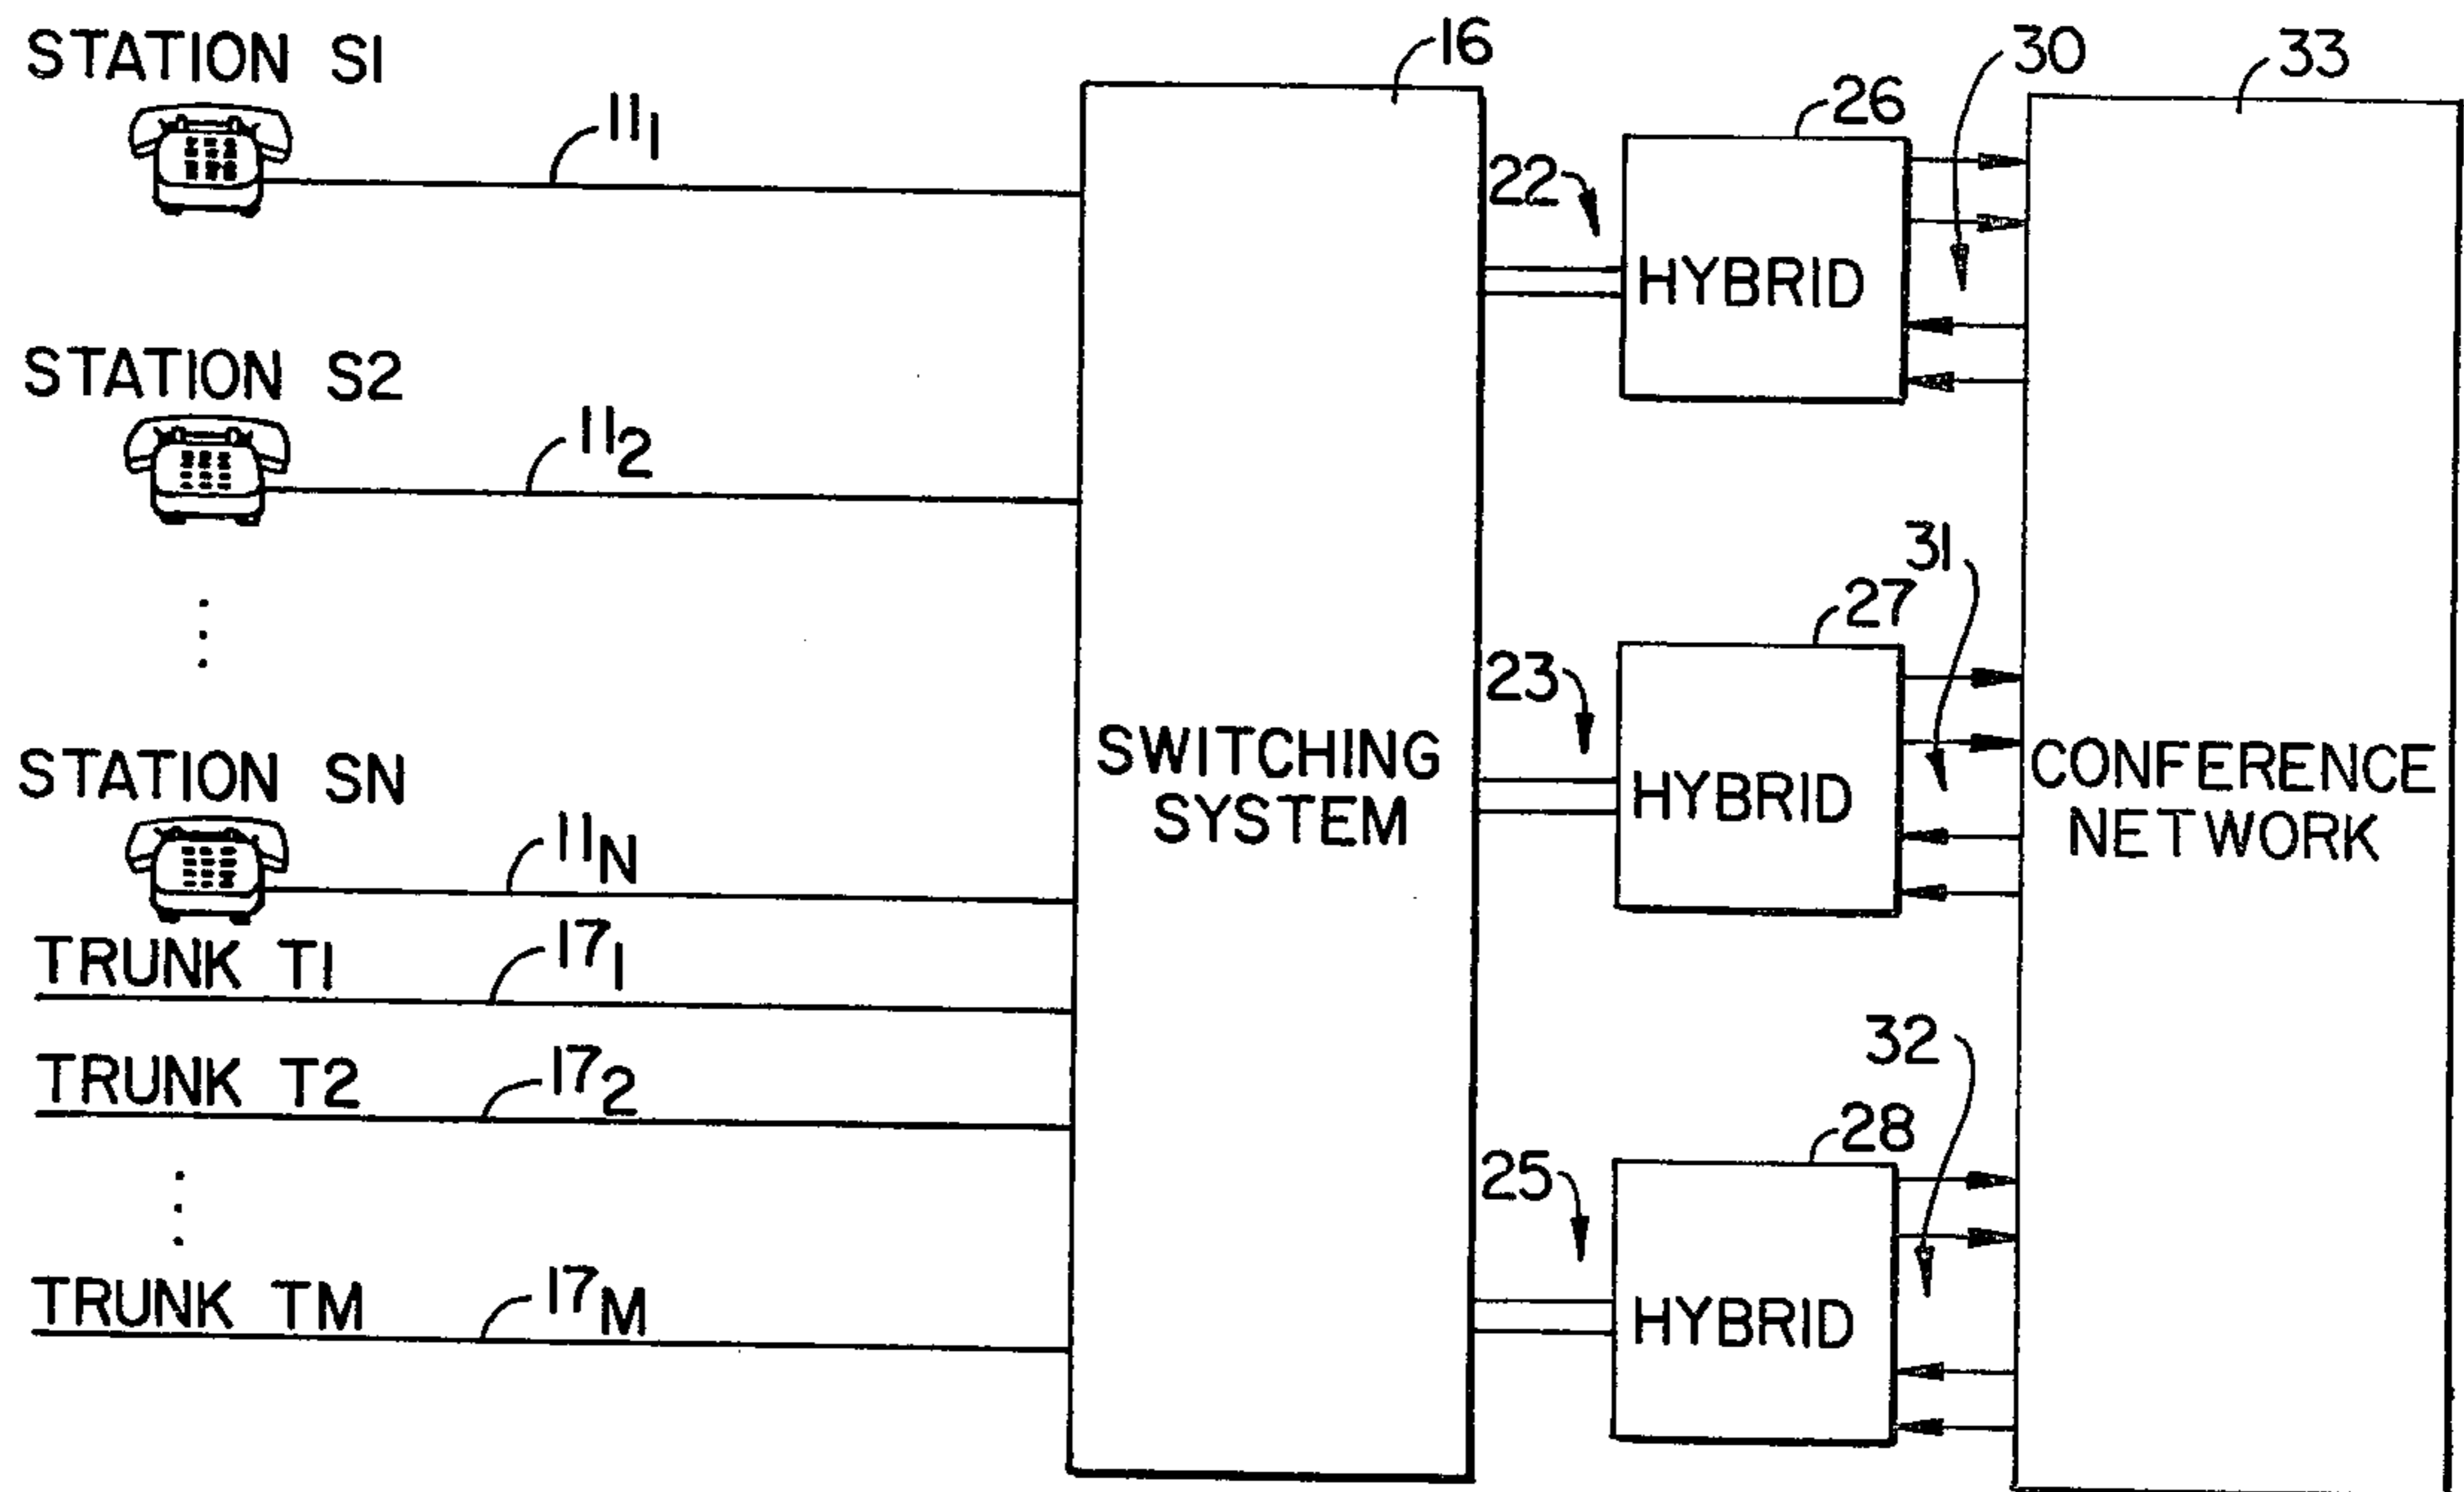 STATION S1
11₁
16
22
26
30
33
HYBRID
STATION S2
11₂
31
27
23
HYBRID
STATION SN
11N
SWITCHING
SYSTEM
CONFERENCE
NETWORK
TRUNK T1
17₁
TRUNK T2
17₂
32
28
25
HYBRID
TRUNK TM
17M